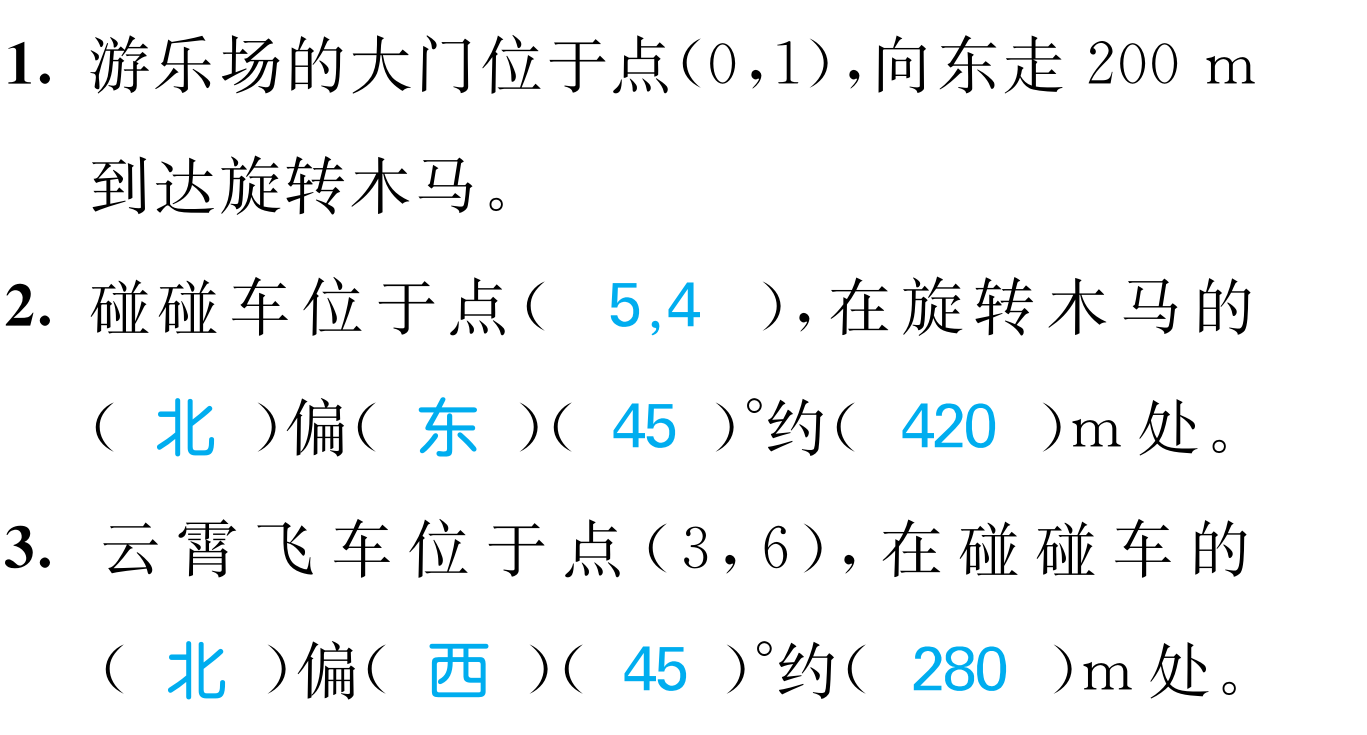 1. 游乐场的大门位于点(0,1),向东走 200 m
到达旋转木马。
2. 碰碰车位于点( 5,4 ),在旋转木马的
( 北 )偏( 东 )( 45 )°约( 420 )m 处。
3. 云霄飞车位于点(3,6),在碰碰车的
( 北 )偏( 西 )( 45 )°约( 280 )m 处。